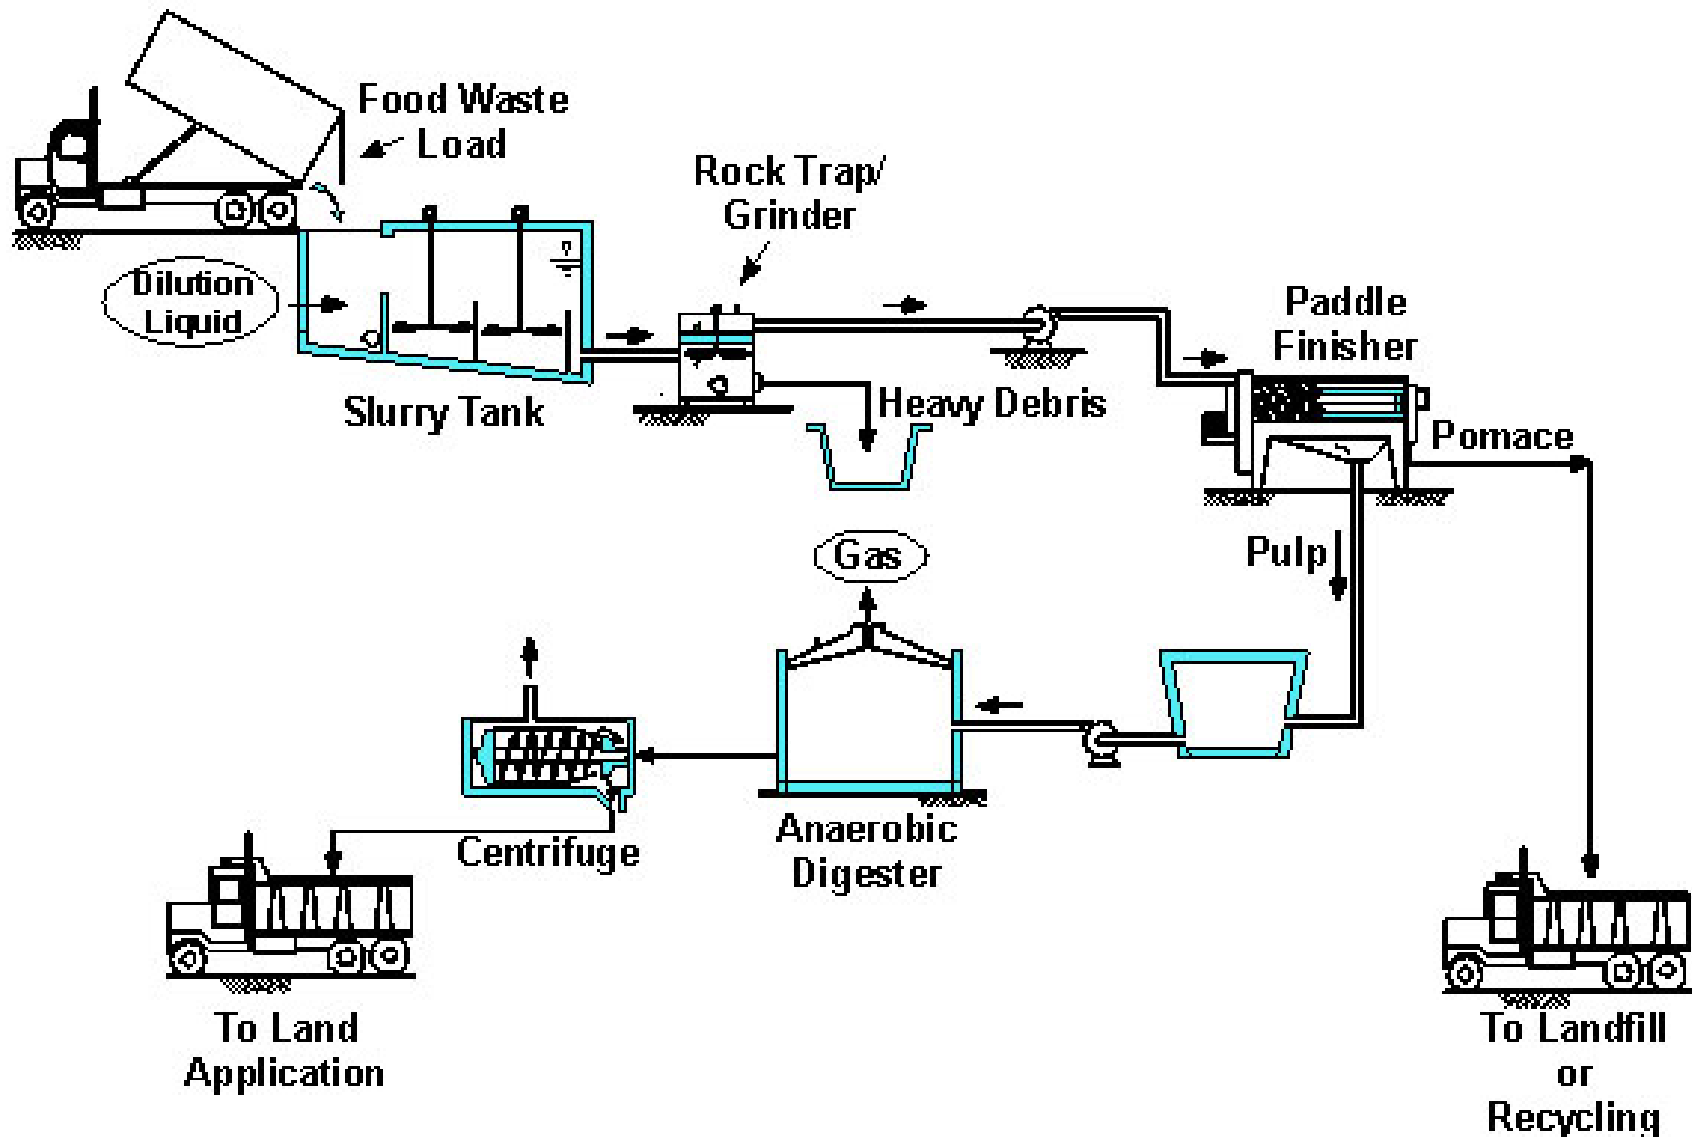 Food Waste
Load
Rock Trap/
Grinder
Dilution
Liquid
Paddle
Finisher
Slurry Tank
Heavy Debris
Pomace
Gas
Pulp
Centrifuge
Anaerobic
Digester
To Land
Application
To Landfill
or
Recycling